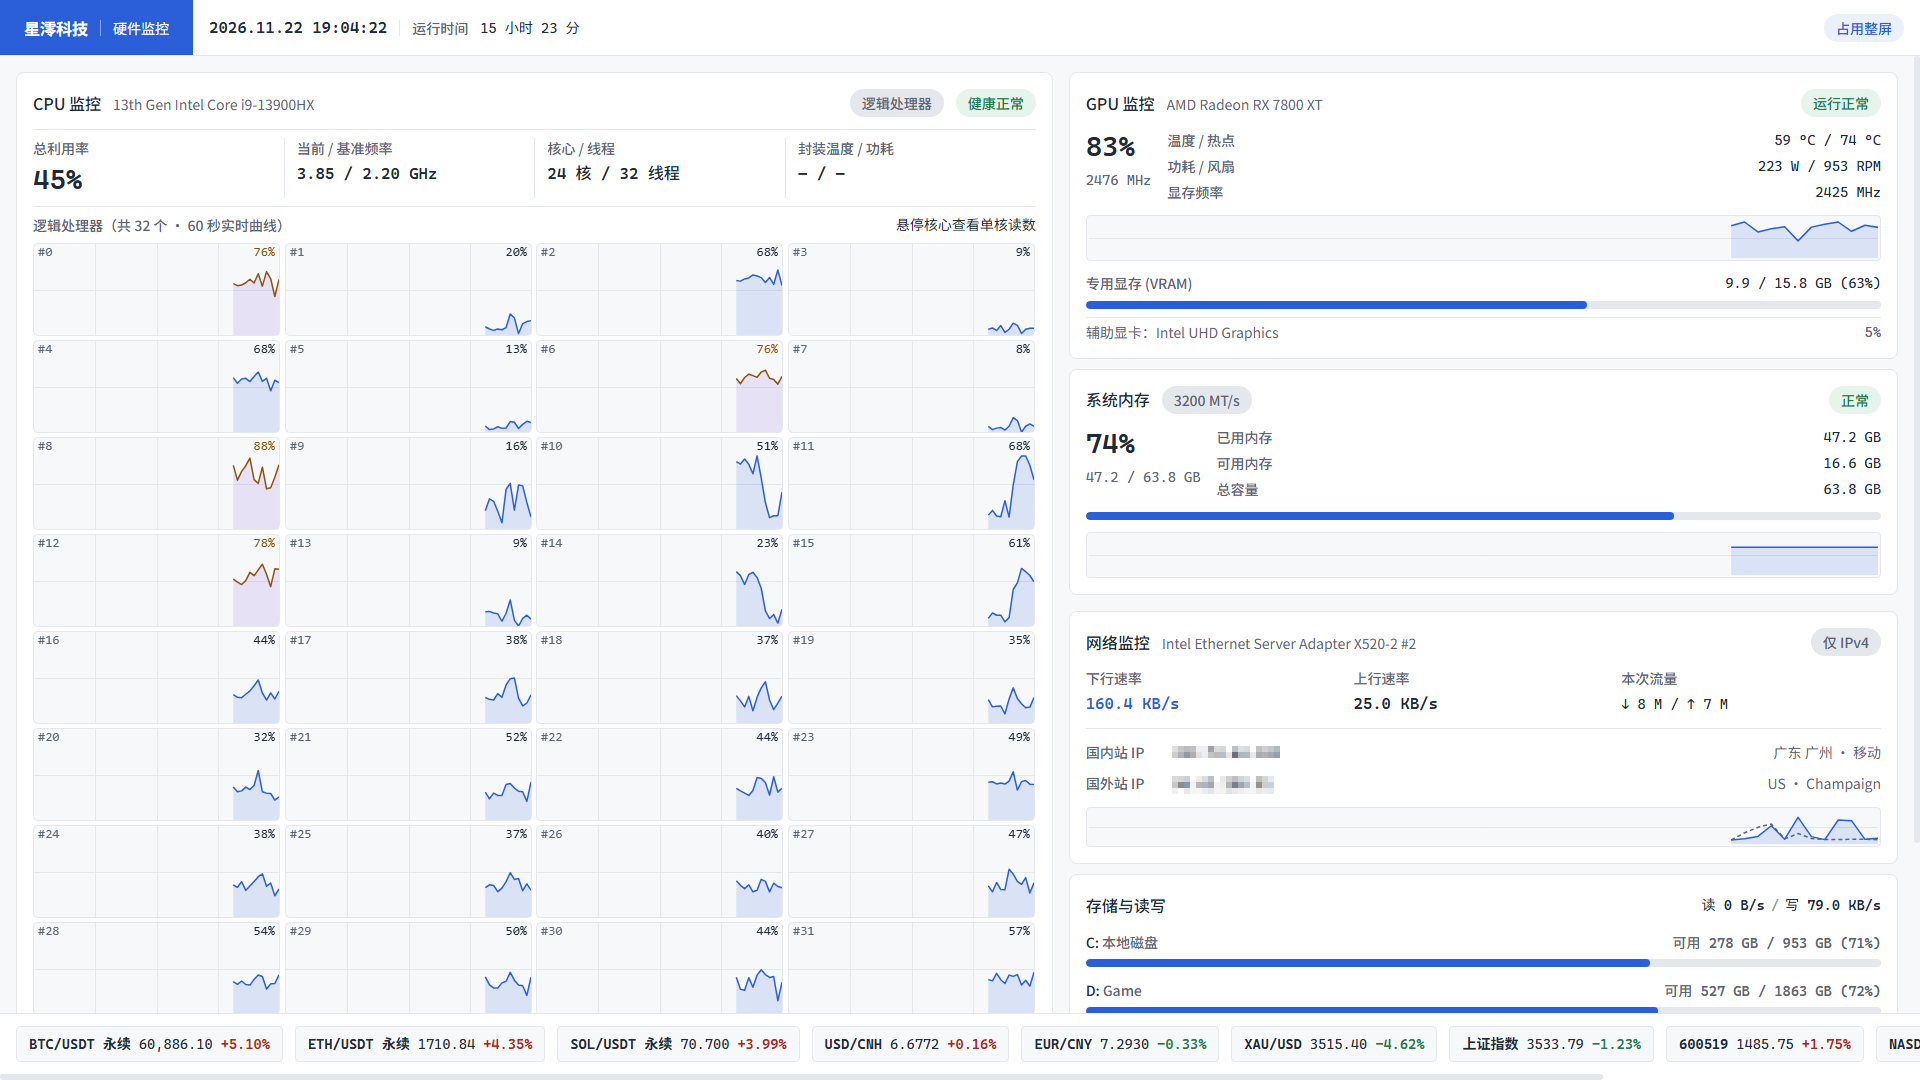 星澪科技 硬件监控 2026.11.22 19:04:22 运行时间 15 小时 23 分 占用整屏
CPU 监控 13th Gen Intel Core i9-13900HX 逻辑处理器 健康正常
总利用率 当前 / 基准频率 核心 / 线程 封装温度 / 功耗
45% 3.85 / 2.20 GHz 24 核 / 32 线程 — / —
逻辑处理器（共 32 个 · 60 秒实时曲线） 悬停核心查看单核读数
#0 76% #1 20% #2 68% #3 9%
#4 68% #5 13% #6 76% #7 8%
#8 88% #9 16% #10 51% #11 68%
#12 78% #13 9% #14 23% #15 61%
#16 44% #17 38% #18 37% #19 35%
#20 32% #21 52% #22 44% #23 49%
#24 38% #25 37% #26 40% #27 47%
#28 54% #29 50% #30 44% #31 57%
GPU 监控 AMD Radeon RX 7800 XT 运行正常
83% 温度 / 热点 59 °C / 74 °C
2476 MHz 功耗 / 风扇 223 W / 953 RPM
显存频率 2425 MHz
专用显存 (VRAM) 9.9 / 15.8 GB (63%)
辅助显卡：Intel UHD Graphics 5%
系统内存 3200 MT/s 正常
74% 已用内存 47.2 GB
47.2 / 63.8 GB 可用内存 16.6 GB
总容量 63.8 GB
网络监控 Intel Ethernet Server Adapter X520-2 #2 仅 IPv4
下行速率 上行速率 本次流量
160.4 KB/s 25.0 KB/s ↓ 8 M / ↑ 7 M
国内站 IP 广东 广州 · 移动
国外站 IP US · Champaign
存储与读写 读 0 B/s / 写 79.0 KB/s
C: 本地磁盘 可用 278 GB / 953 GB (71%)
D: Game 可用 527 GB / 1863 GB (72%)
BTC/USDT 永续 60,886.10 +5.10% ETH/USDT 永续 1710.84 +4.35% SOL/USDT 永续 70.700 +3.99% USD/CNH 6.6772 +0.16% EUR/CNY 7.2930 −0.33% XAU/USD 3515.40 −4.62% 上证指数 3533.79 −1.23% 600519 1485.75 +1.75% NASD